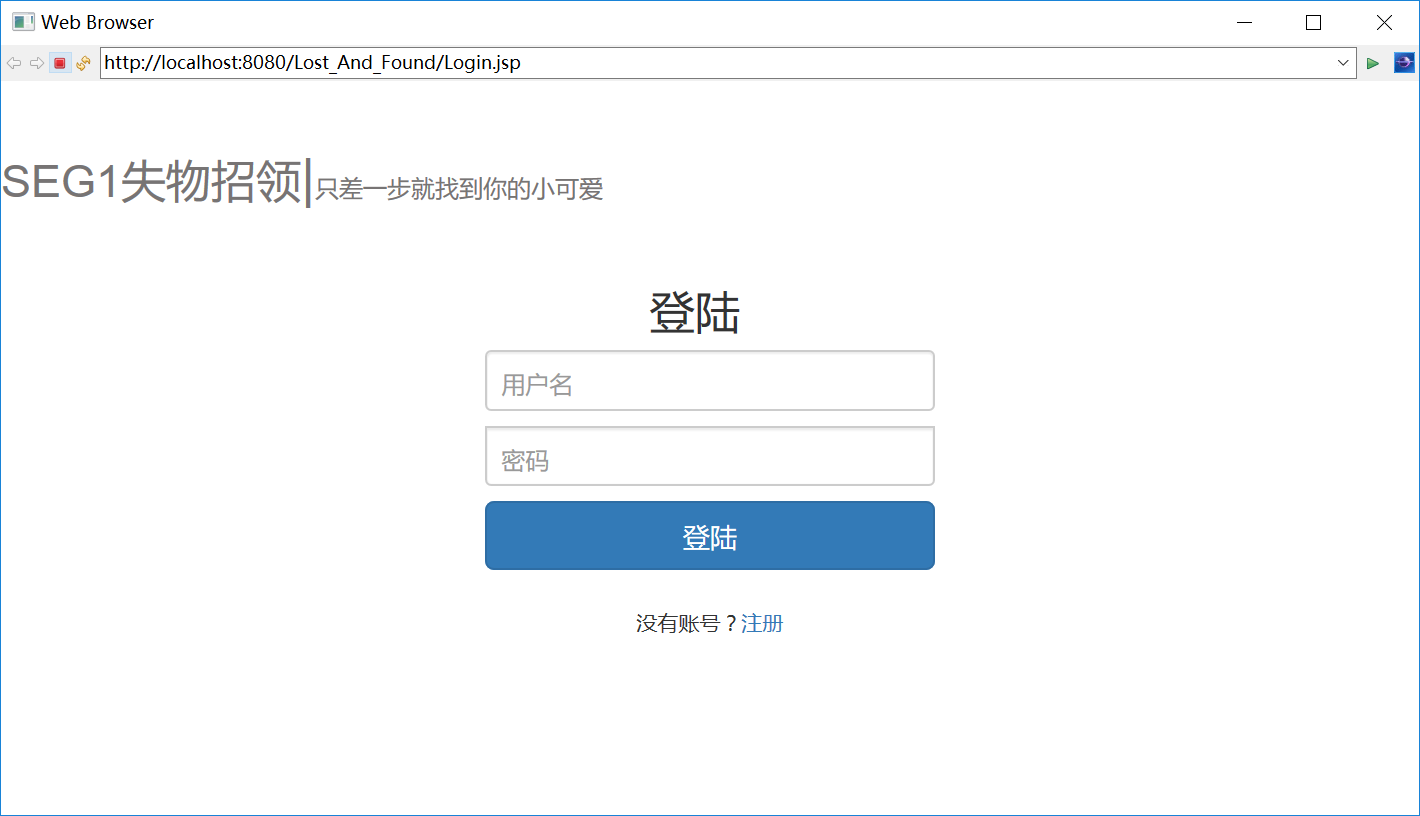 Web Browser
http://localhost:8080/Lost_And_Found/Login.jsp
SEG1失物招领|只差一步就找到你的小可爱
登陆
用户名
密码
登陆
没有账号？注册